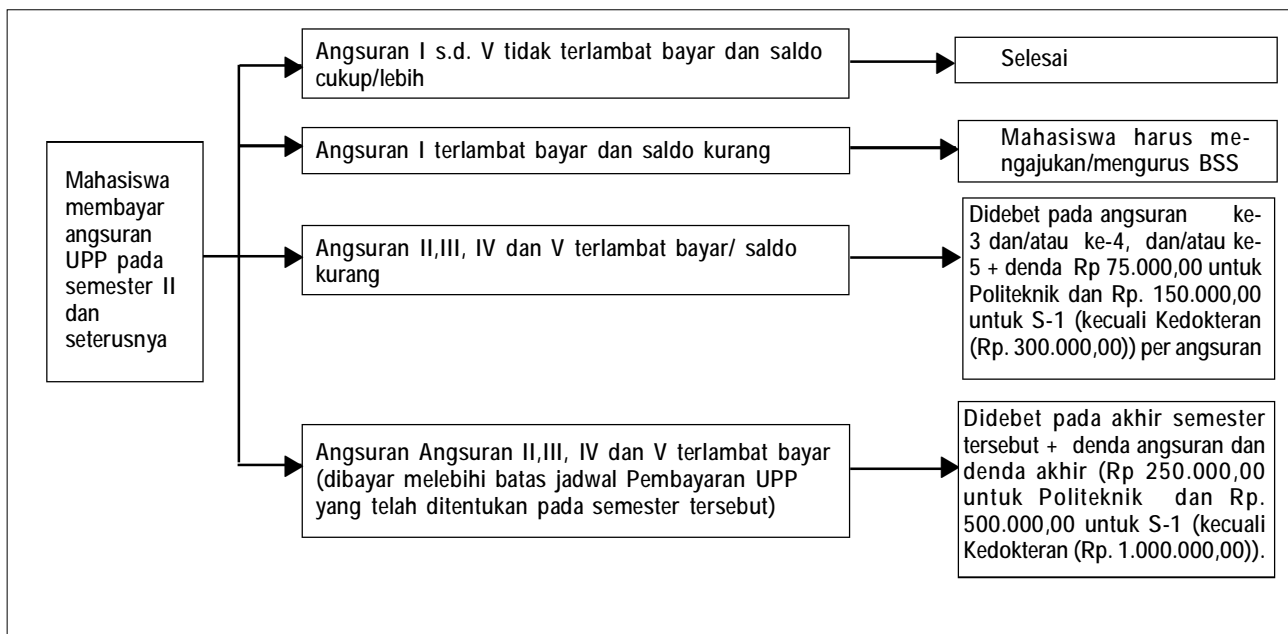 Mahasiswa
membayar
angsuran
UPP pada
semester II
dan
seterusnya
Angsuran I s.d. V tidak terlambat bayar dan saldo
cukup/lebih
Selesai
Angsuran I terlambat bayar dan saldo kurang
Mahasiswa harus me-
ngajukan/mengurus BSS
Angsuran II,III, IV dan V terlambat bayar/ saldo
kurang
Didebet pada angsuran ke-
3 dan/atau ke-4, dan/atau ke-
5 + denda Rp 75.000,00 untuk
Politeknik dan Rp. 150.000,00
untuk S-1 (kecuali Kedokteran
(Rp. 300.000,00)) per angsuran
Angsuran Angsuran II,III, IV dan V terlambat bayar
(dibayar melebihi batas jadwal Pembayaran UPP
yang telah ditentukan pada semester tersebut)
Didebet pada akhir semester
tersebut + denda angsuran dan
denda akhir (Rp 250.000,00
untuk Politeknik dan Rp.
500.000,00 untuk S-1 (kecuali
Kedokteran (Rp. 1.000.000,00)).